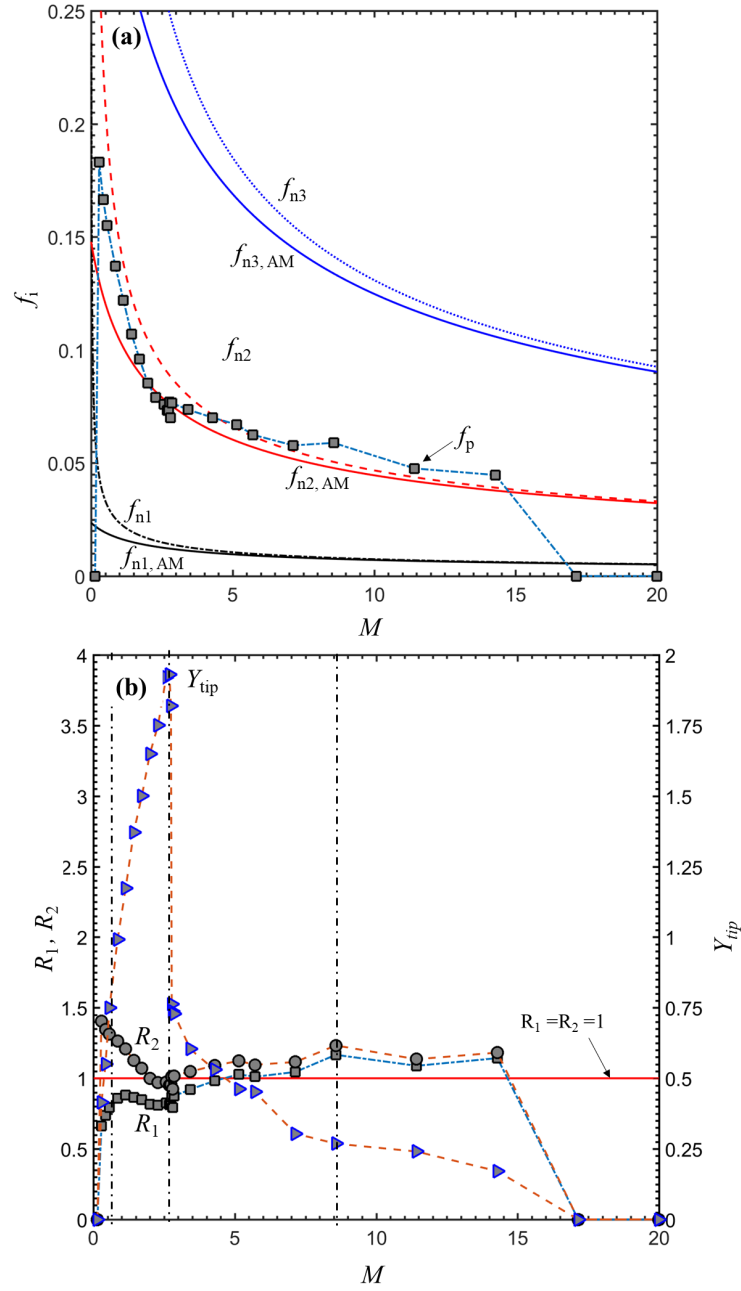 (a)
0.25
0.2
0.15
0.1
0.05
0
f_i
f_n3
f_n3, AM
f_n2
f_p
f_n2, AM
f_n1
f_n1, AM
0 5 10 15 20
M
(b)
Y_tip
4
3.5
3
2.5
2
1.5
1
0.5
0
R_1, R_2
2
1.75
1.5
1.25
1
0.75
0.5
0.25
0
Y_tip
R_1 =R_2 =1
R_2
R_1
0 5 10 15 20
M